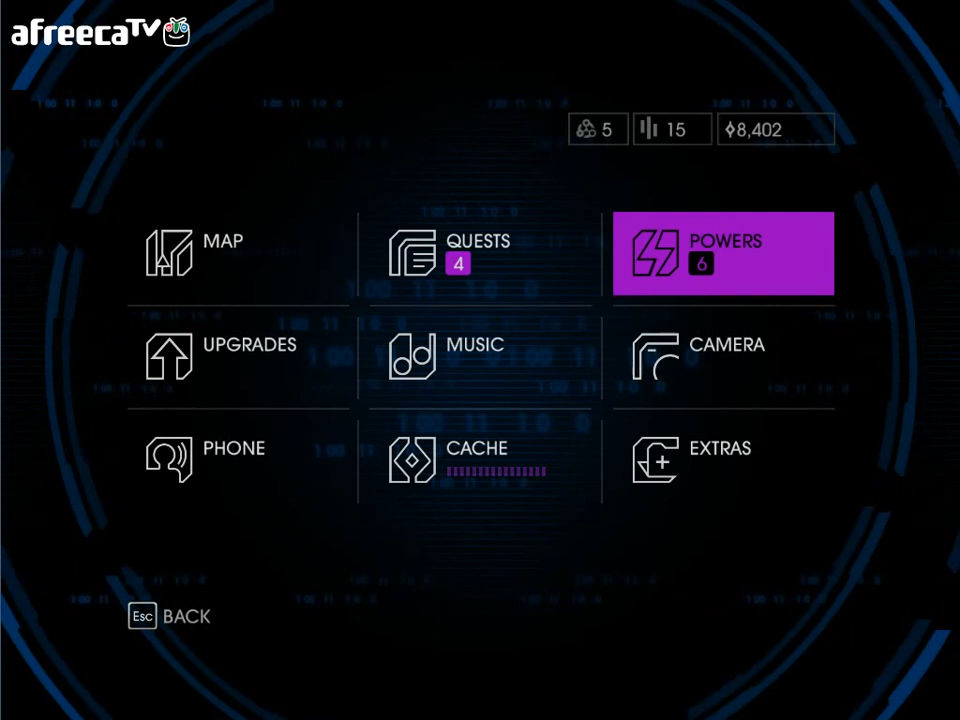 afreecaTV
5 15 8,402
MAP
QUESTS
4
POWERS
6
UPGRADES
MUSIC
CAMERA
PHONE
CACHE
EXTRAS
Esc BACK